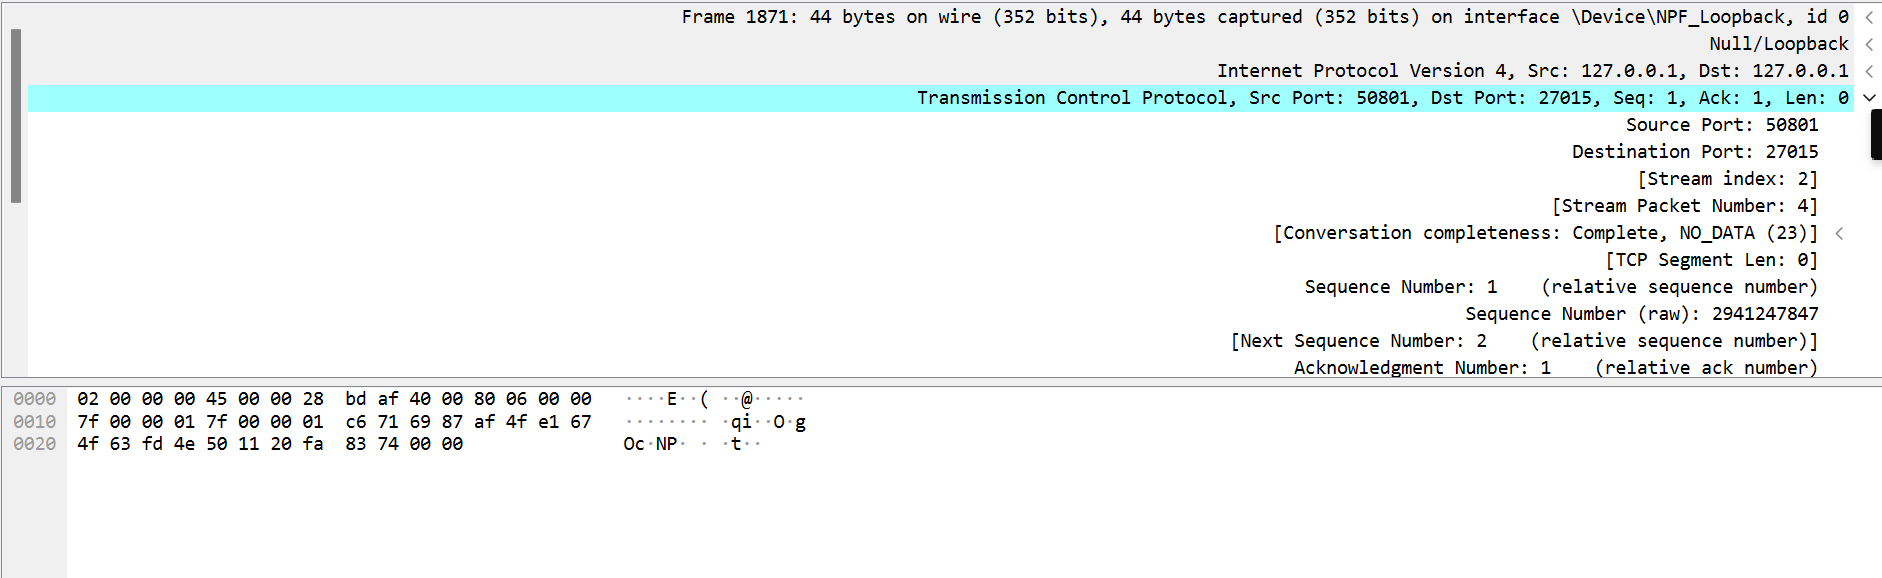 Frame 1871: 44 bytes on wire (352 bits), 44 bytes captured (352 bits) on interface \Device\NPF_Loopback, id 0
Null/Loopback
Internet Protocol Version 4, Src: 127.0.0.1, Dst: 127.0.0.1
Transmission Control Protocol, Src Port: 50801, Dst Port: 27015, Seq: 1, Ack: 1, Len: 0
Source Port: 50801
Destination Port: 27015
[Stream index: 2]
[Stream Packet Number: 4]
[Conversation completeness: Complete, NO_DATA (23)]
[TCP Segment Len: 0]
Sequence Number: 1    (relative sequence number)
Sequence Number (raw): 2941247847
[Next Sequence Number: 2    (relative sequence number)]
Acknowledgment Number: 1    (relative ack number)
0000  02 00 00 00 45 00 00 28  bd af 40 00 80 06 00 00   ····E··( ··@·····
0010  7f 00 00 01 7f 00 00 01  c6 71 69 87 af 4f e1 67   ········ ·qi··O·g
0020  4f 63 fd 4e 50 11 20 fa  83 74 00 00               Oc·NP· · ·t··